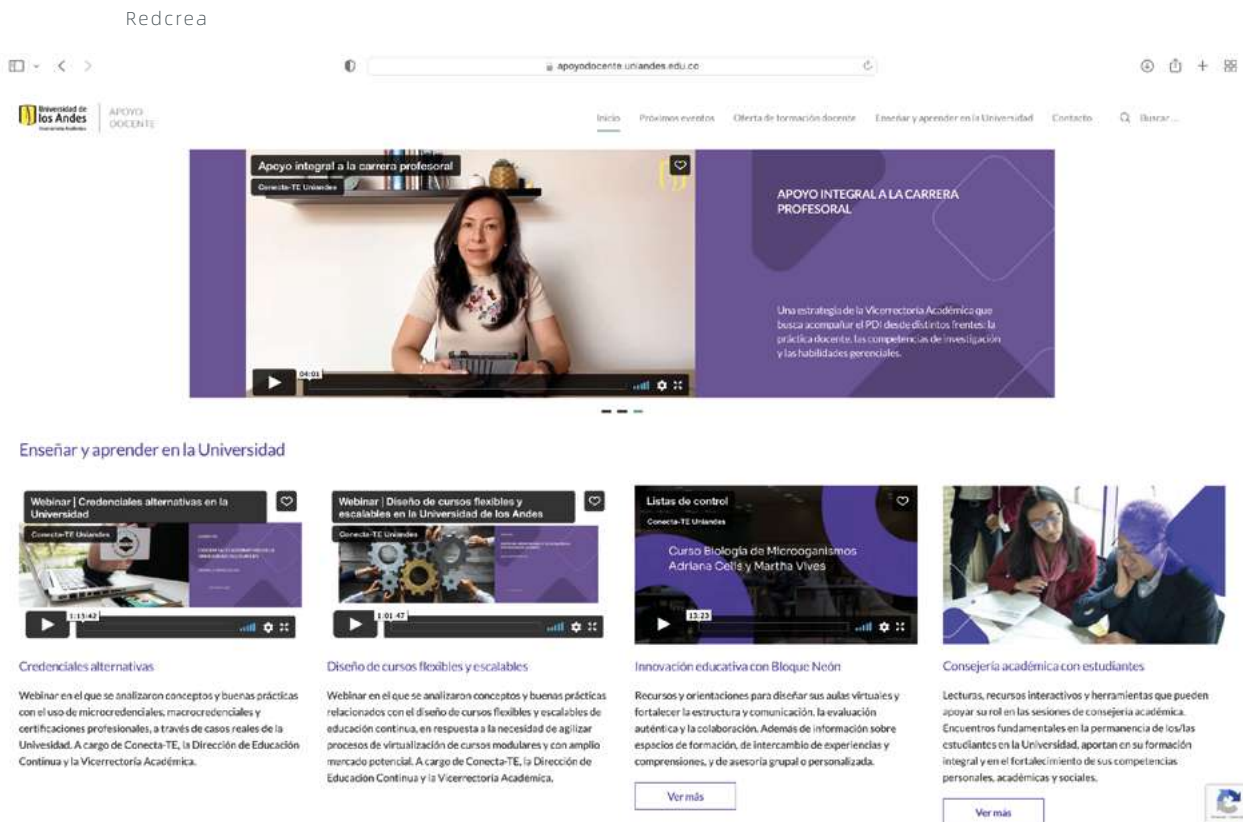 Redcrea
apoyodocente.uniandes.edu.co
Universidad de
los Andes
APOYO
DOCENTE
Inicio
Próximos eventos
Oferta de formación docente
Enseñar y aprender en la Universidad
Contacto
Buscar ...
Apoyo integral a la carrera profesoral
Conecta-TE Uniandes
04:01
APOYO INTEGRAL A LA CARRERA
PROFESORAL
Una estrategia de la Vicerrectoría Académica que
busca acompañar el PDI desde distintos frentes: la
práctica docente, las competencias de investigación
y las habilidades gerenciales.
Enseñar y aprender en la Universidad
Webinar | Credenciales alternativas en la
Universidad
Conecta-TE Uniandes
1:15:42
Credenciales alternativas
Webinar en el que se analizaron conceptos y buenas prácticas
con el uso de microcredenciales, macrocredenciales y
certificaciones profesionales, a través de casos reales de la
Univesidad. A cargo de Conecta-TE, la Dirección de Educación
Continua y la Vicerrectoría Académica.
Webinar | Diseño de cursos flexibles y
escalables en la Universidad de los Andes
Conecta-TE Uniandes
1:01:47
Diseño de cursos flexibles y escalables
Webinar en el que se analizaron conceptos y buenas prácticas
relacionados con el diseño de cursos flexibles y escalables de
educación continua, en respuesta a la necesidad de agilizar
procesos de virtualización de cursos modulares y con amplio
mercado potencial. A cargo de Conecta-TE, la Dirección de
Educación Continua y la Vicerrectoría Académica.
Listas de control
Conecta-TE Uniandes
Curso Biología de Microoganismos
Adriana Celis y Martha Vives
13:23
Innovación educativa con Bloque Neón
Recursos y orientaciones para diseñar sus aulas virtuales y
fortalecer la estructura y comunicación, la evaluación
auténtica y la colaboración. Además de información sobre
espacios de formación, de intercambio de experiencias y
comprensiones, y de asesoría grupal o personalizada.
Ver más
Consejería académica con estudiantes
Lecturas, recursos interactivos y herramientas que pueden
apoyar su rol en las sesiones de consejería académica.
Encuentros fundamentales en la permanencia de los/las
estudiantes en la Universidad, aportan en su formación
integral y en el fortalecimiento de sus competencias
personales, académicas y sociales.
Ver más